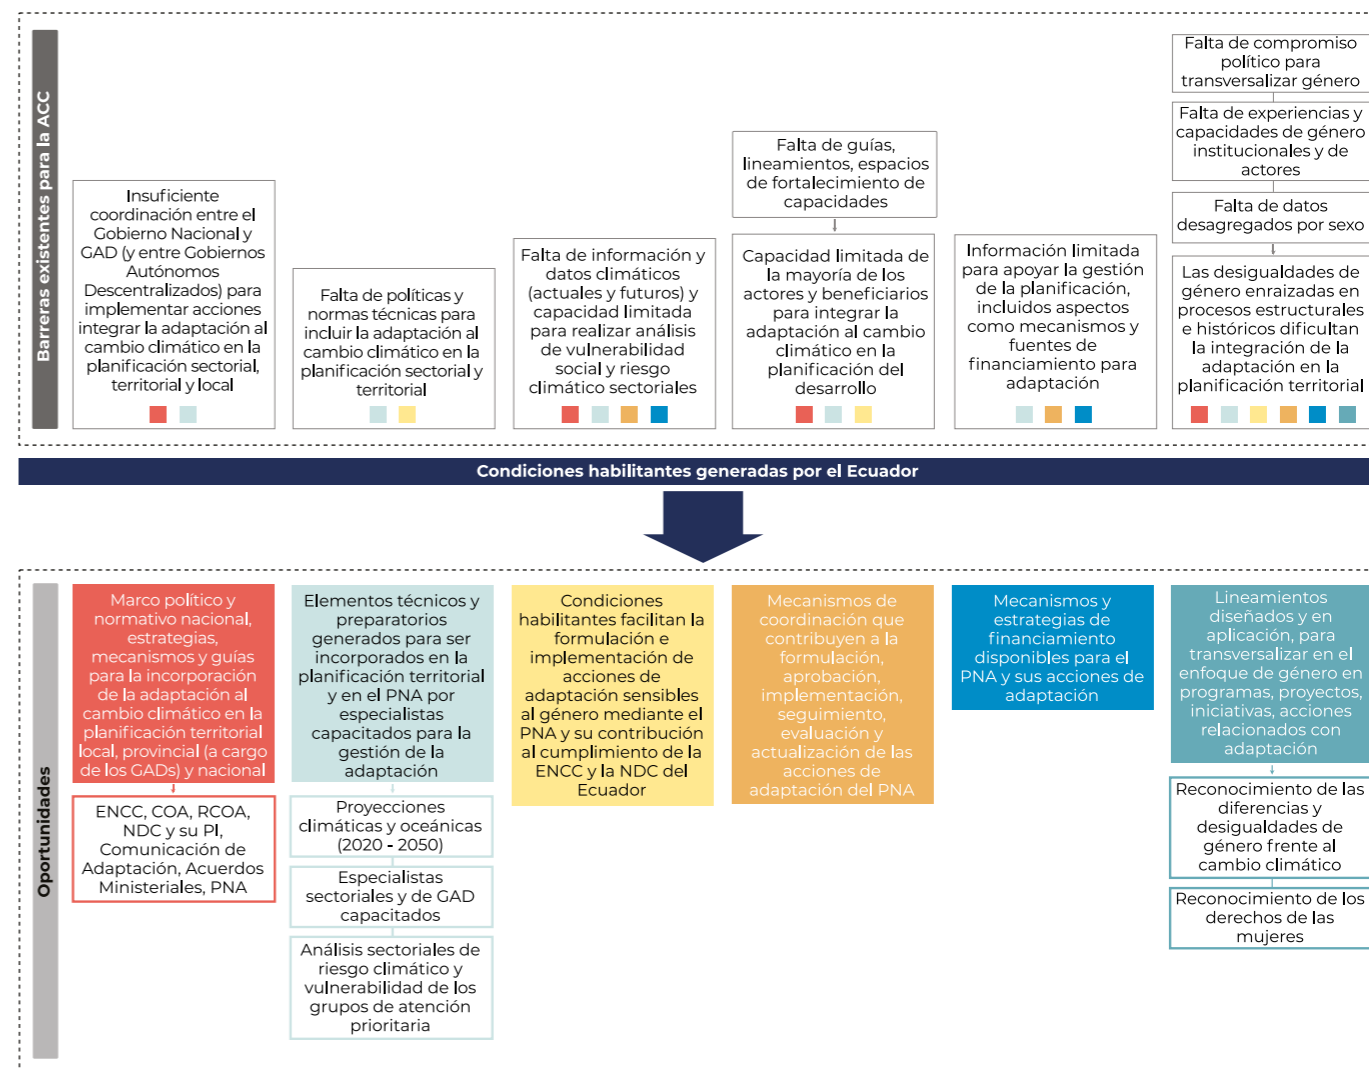 Barreras existentes para la ACC
Insuficiente
coordinación entre el
Gobierno Nacional y
GAD (y entre Gobiernos
Autónomos
Descentralizados) para
implementar acciones
integrar la adaptación al
cambio climático en la
planificación sectorial,
territorial y local
Falta de políticas y
normas técnicas para
incluir la adaptación al
cambio climático en la
planificación sectorial y
territorial
Falta de información y
datos climáticos
(actuales y futuros) y
capacidad limitada
para realizar análisis
de vulnerabilidad
social y riesgo
climático sectoriales
Falta de guías,
lineamientos, espacios
de fortalecimiento de
capacidades
Capacidad limitada de
la mayoría de los
actores y beneficiarios
para integrar la
adaptación al cambio
climático en la
planificación del
desarrollo
Información limitada
para apoyar la gestión
de la planificación,
incluidos aspectos
como mecanismos y
fuentes de
financiamiento para
adaptación
Falta de compromiso
político para
transversalizar género
Falta de experiencias y
capacidades de género
institucionales y de
actores
Falta de datos
desagregados por sexo
Las desigualdades de
género enraizadas en
procesos estructurales
e históricos dificultan
la integración de la
adaptación en la
planificación territorial
Condiciones habilitantes generadas por el Ecuador
Oportunidades
Marco político y
normativo nacional,
estrategias,
mecanismos y guías
para la incorporación
de la adaptación al
cambio climático en la
planificación territorial
local, provincial (a cargo
de los GADs) y nacional
ENCC, COA, RCOA,
NDC y su PI,
Comunicación de
Adaptación, Acuerdos
Ministeriales, PNA
Elementos técnicos y
preparatorios
generados para ser
incorporados en la
planificación territorial
y en el PNA por
especialistas
capacitados para la
gestión de la
adaptación
Proyecciones
climáticas y oceánicas
(2020 - 2050)
Especialistas
sectoriales y de GAD
capacitados
Análisis sectoriales de
riesgo climático y
vulnerabilidad de los
grupos de atención
prioritaria
Condiciones
habilitantes facilitan la
formulación e
implementación de
acciones de
adaptación sensibles
al género mediante el
PNA y su contribución
al cumplimiento de la
ENCC y la NDC del
Ecuador
Mecanismos de
coordinación que
contribuyen a la
formulación,
aprobación,
implementación,
seguimiento,
evaluación y
actualización de las
acciones de
adaptación del PNA
Mecanismos y
estrategias de
financiamiento
disponibles para el
PNA y sus acciones de
adaptación
Lineamientos
diseñados y en
aplicación, para
transversalizar en el
enfoque de género en
programas, proyectos,
iniciativas, acciones
relacionados con
adaptación
Reconocimiento de las
diferencias y
desigualdades de
género frente al
cambio climático
Reconocimiento de los
derechos de las
mujeres